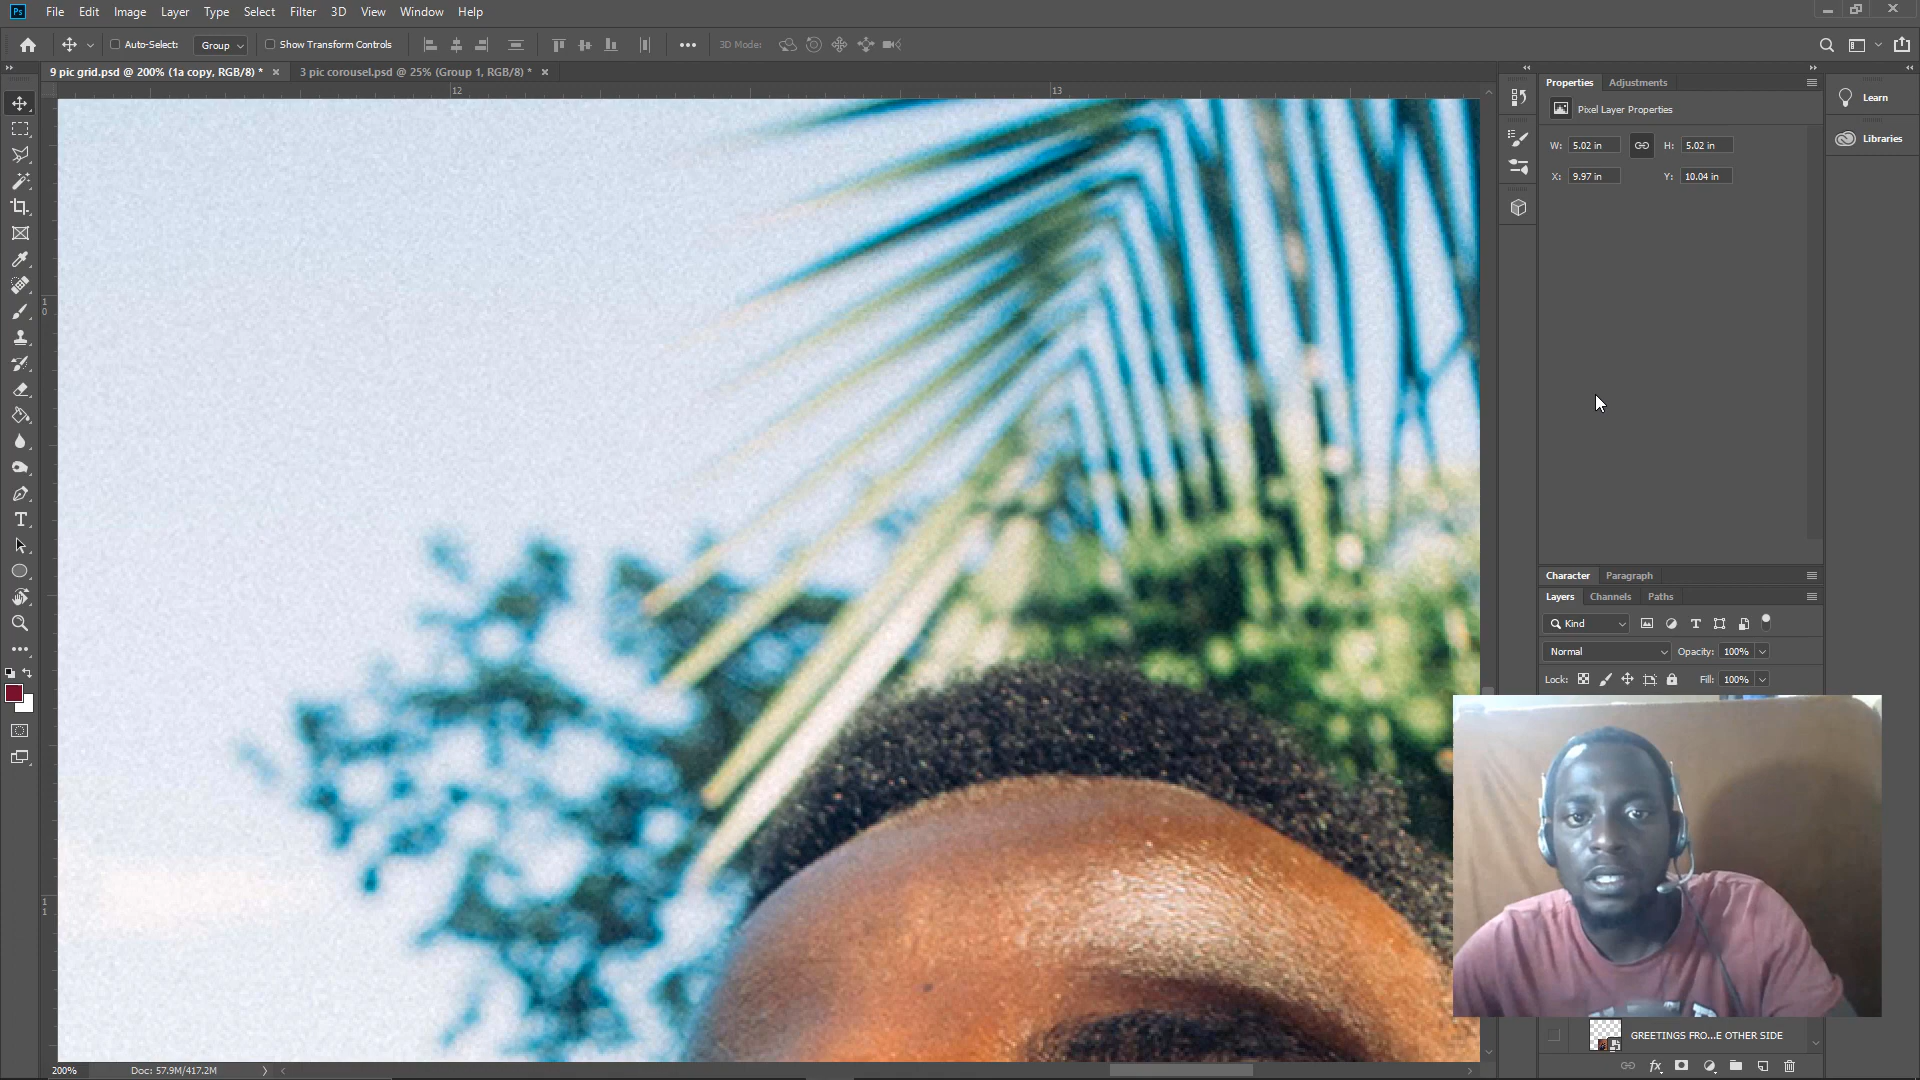 Ps File Edit Image Layer Type Select Filter 3D View Window Help
Auto-Select: Group Show Transform Controls 3D Mode:
9 pic grid.psd @ 200% (1a copy, RGB/8) * 3 pic corousel.psd @ 25% (Group 1, RGB/8) *
12 13
10
11
Properties Adjustments
Pixel Layer Properties
W: 5.02 in H: 5.02 in
X: 9.97 in Y: 10.04 in
Learn
Libraries
Character Paragraph
Layers Channels Paths
Kind
Normal Opacity: 100%
Lock: Fill: 100%
GREETINGS FRO...E OTHER SIDE
fx
200% Doc: 57.9M/417.2M